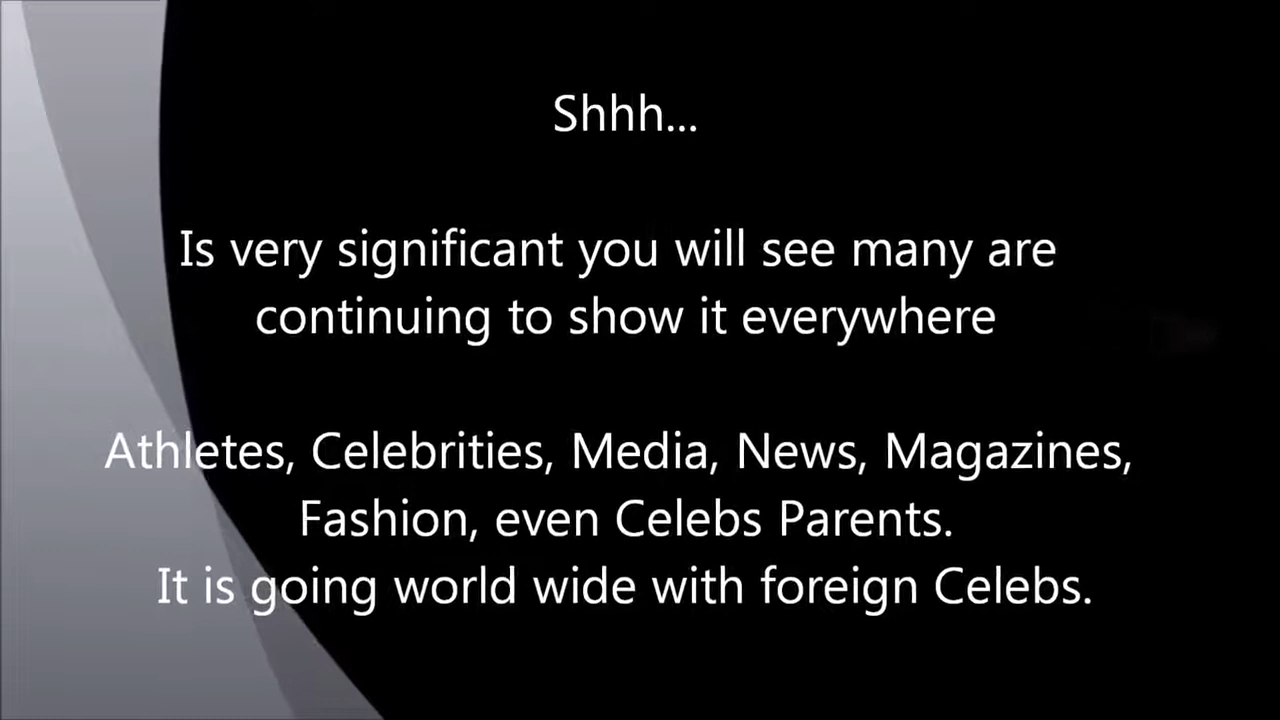 Shhh...
Is very significant you will see many are
continuing to show it everywhere
Athletes, Celebrities, Media, News, Magazines,
Fashion, even Celebs Parents.
It is going world wide with foreign Celebs.